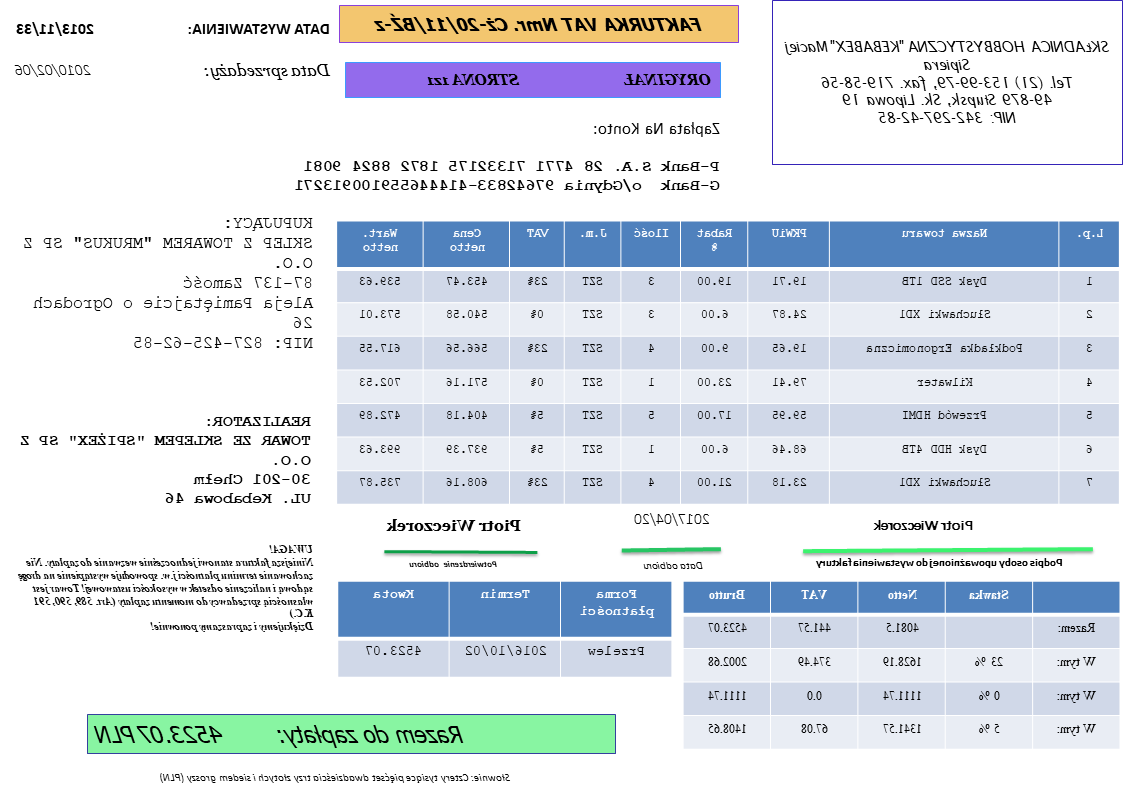 SKŁADNICA HOBBYSTYCZNA "KEBABEX" Maciej
Sipiera
Tel. (21) 153-99-79, fax. 719-58-56
49-879 Słupsk, Sk. Lipowa 19
NIP: 342-297-42-85
FAKTURKA VAT Nmr. Cż-20/11/BŹ-z
ORYGINAŁ STRONA 1z1
DATA WYSTAWIENIA: 2013/11/33
Data sprzedaży: 2010/02/06
Zapłata Na Konto:
P-Bank S.A. 28 4771 71332175 1872 8824 9081
G-Bank o/Gdynia 97642833-414446559100913271
L.p. Nazwa towaru PKWiU Rabat % Ilość J.m. VAT Cena netto Wart. netto
1 Dysk SSD 1TB 19.71 19.00 3 SZT 23% 453.47 539.63
2 Słuchawki XD1 24.87 6.00 3 SZT 0% 540.58 573.01
3 Podkładka Ergonomiczna 19.65 9.00 4 SZT 23% 566.56 617.55
4 Kilwater 79.41 23.00 1 SZT 0% 571.16 702.53
5 Przewód HDMI 59.95 17.00 5 SZT 5% 404.18 472.89
6 Dysk HDD 4TB 68.46 6.00 1 SZT 5% 937.39 993.63
7 Słuchawki XD1 23.18 21.00 4 SZT 23% 608.16 735.87
KUPUJĄCY:
SKLEP Z TOWAREM "MRUKUS" SP Z
O.O.
87-137 Zamość
Aleja Pamiętajcie o Ogrodach
26
NIP: 827-425-62-85
REALIZATOR:
TOWAR ZE SKLEPEM "SPIŻEX" SP Z
O.O.
30-201 Chełm
UL. Kebabowa 46
Piotr Wieczorek
Podpis osoby upoważnionej do wystawienia faktury
2017/04/20
Data odbioru
Piotr Wieczorek
Potwierdzenie odbioru
UWAGA!
Niniejsza faktura stanowi jednocześnie wezwanie do zapłaty. Nie
zachowanie terminu płatności, w. spowoduje wystąpienie na drogę
sądową i naliczenie odsetek w wysokości ustawowej! Towar jest
własnością sprzedawcy do momentu zapłaty (Art. 589, 590, 591
K.C.)
Dziękujemy i zapraszamy ponownie!
Stawka Netto VAT Brutto
Razem: 4081.5 441.57 4523.07
W tym: 23 % 1628.19 374.49 2002.68
W tym: 0 % 1111.74 0.0 1111.74
W tym: 5 % 1341.57 67.08 1408.65
Forma płatności Termin Kwota
Przelew 2016/10/02 4523.07
Razem do zapłaty: 4523.07 PLN
Słownie: Cztery tysiące pięćset dwadzieścia trzy złotych i siedem groszy (PLN)